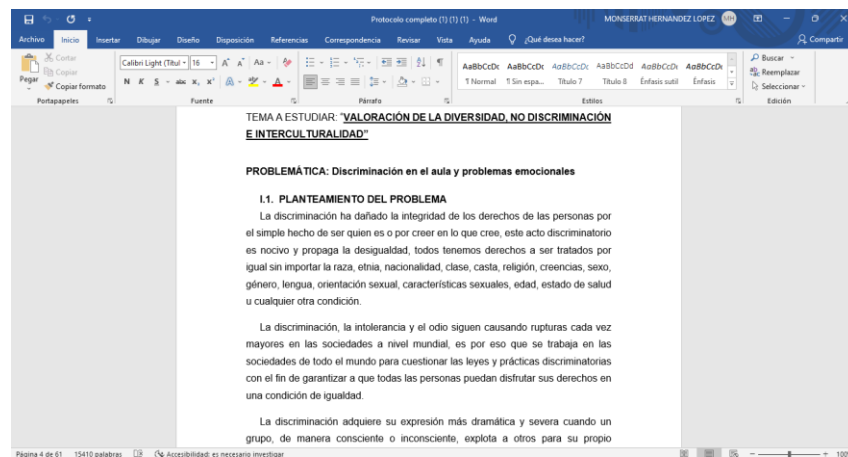 Protocolo completo (1) (1) (1) - Word
MONSERRAT HERNANDEZ LOPEZ
MH
Archivo Inicio Insertar Dibujar Diseño Disposición Referencias Correspondencia Revisar Vista Ayuda ¿Qué desea hacer? Compartir
Pegar
Cortar
Copiar
Copiar formato
Portapapeles
Calibri Light (Títul 16
N K S abc x, x²
Fuente
Párrafo
AaBbCcDc AaBbCcDc AaBbCcDc AaBbCcDd AaBbCcDc AaBbCcDc
¶ Normal ¶ Sin espa... Título 7 Título 8 Énfasis sutil Énfasis
Estilos
Buscar
Reemplazar
Seleccionar
Edición
TEMA A ESTUDIAR: "VALORACIÓN DE LA DIVERSIDAD, NO DISCRIMINACIÓN
E INTERCULTURALIDAD"
PROBLEMÁTICA: Discriminación en el aula y problemas emocionales
I.1. PLANTEAMIENTO DEL PROBLEMA
La discriminación ha dañado la integridad de los derechos de las personas por
el simple hecho de ser quien es o por creer en lo que cree, este acto discriminatorio
es nocivo y propaga la desigualdad, todos tenemos derechos a ser tratados por
igual sin importar la raza, etnia, nacionalidad, clase, casta, religión, creencias, sexo,
género, lengua, orientación sexual, características sexuales, edad, estado de salud
u cualquier otra condición.
La discriminación, la intolerancia y el odio siguen causando rupturas cada vez
mayores en las sociedades a nivel mundial, es por eso que se trabaja en las
sociedades de todo el mundo para cuestionar las leyes y prácticas discriminatorias
con el fin de garantizar a que todas las personas puedan disfrutar sus derechos en
una condición de igualdad.
La discriminación adquiere su expresión más dramática y severa cuando un
grupo, de manera consciente o inconsciente, explota a otros para su propio
Página 4 de 61 15410 palabras Accesibilidad: es necesario investigar 100%